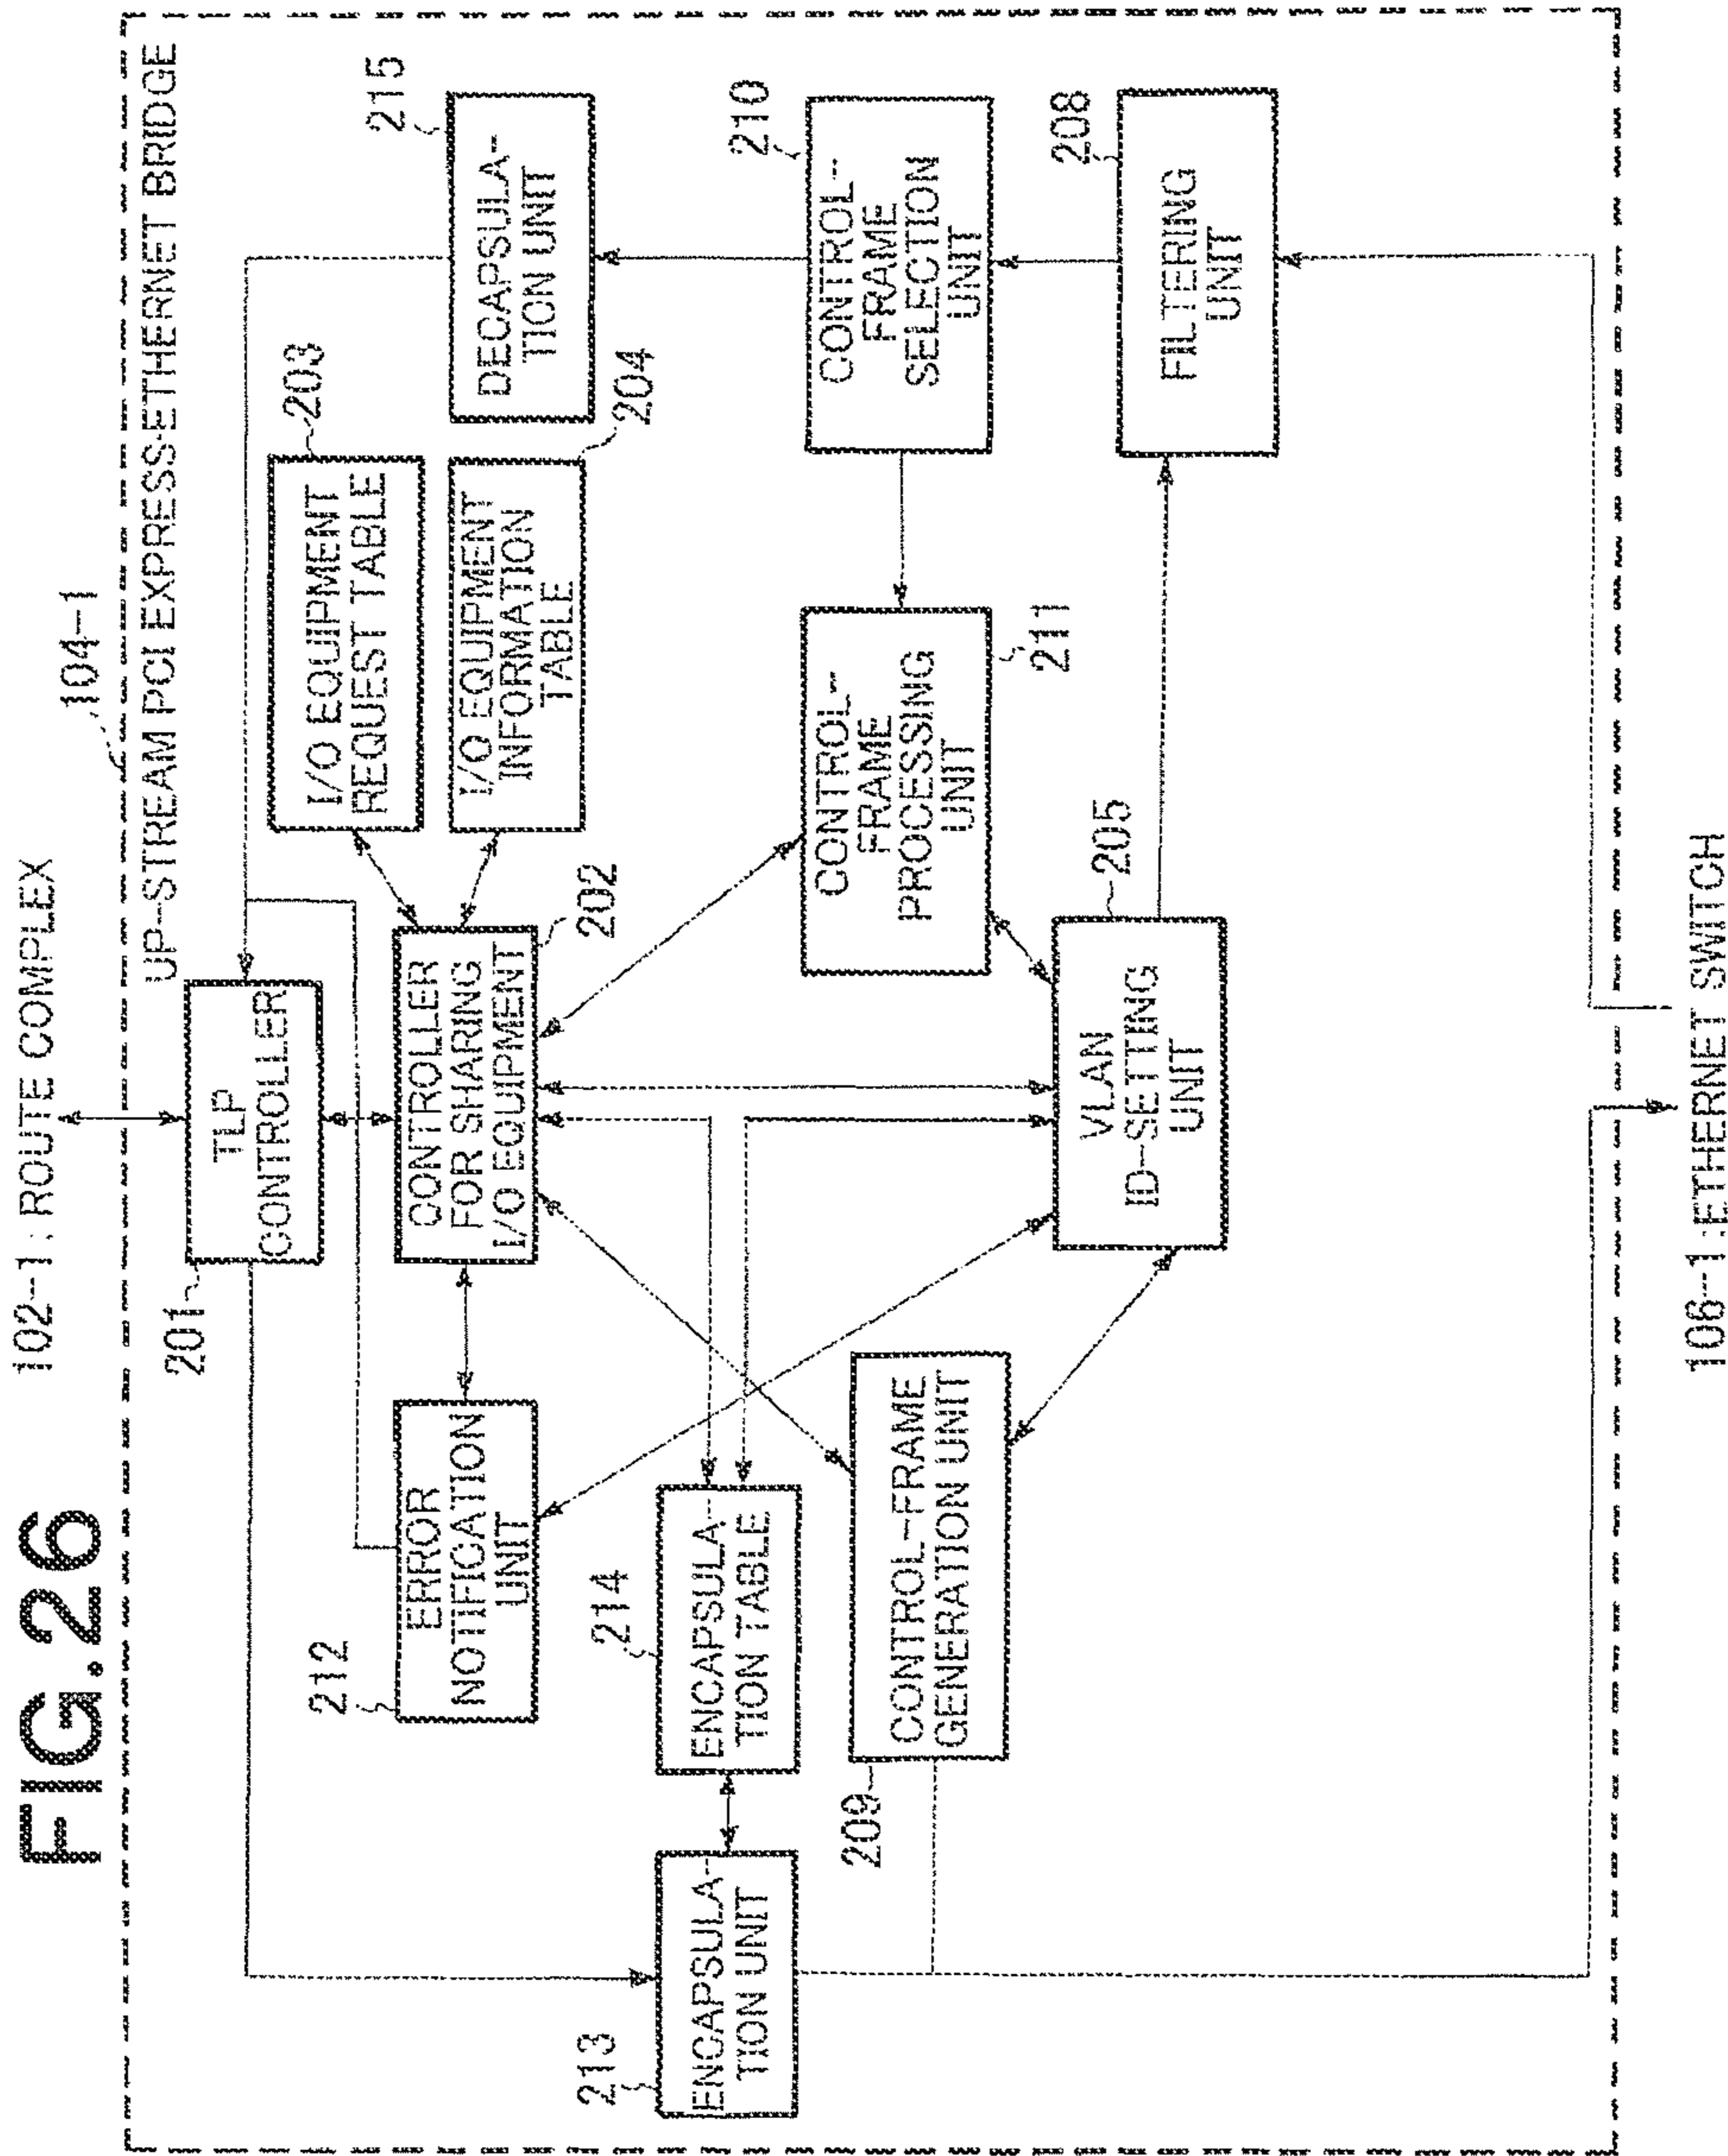 FIG.26
102-1:ROUTE COMPLEX
104-1
UP-STREAM PCI EXPRESS-ETHERNET BRIDGE
201
TLP
CONTROLLER
203
I/O EQUIPMENT
REQUEST TABLE
215
DECAPSULA-
TION UNIT
212
ERROR
NOTIFICATION
UNIT
CONTROLLER
FOR SHARING
I/O EQUIPMENT
202
I/O EQUIPMENT
INFORMATION
TABLE
204
213
ENCAPSULA-
TION UNIT
214
ENCAPSULA-
TION TABLE
CONTROL-
FRAME
PROCESSING
UNIT
211
CONTROL-
FRAME
SELECTION
UNIT
210
209
CONTROL-FRAME
GENERATION UNIT
VLAN
ID-SETTING
UNIT
205
FILTERING
UNIT
208
106-1:ETHERNET SWITCH